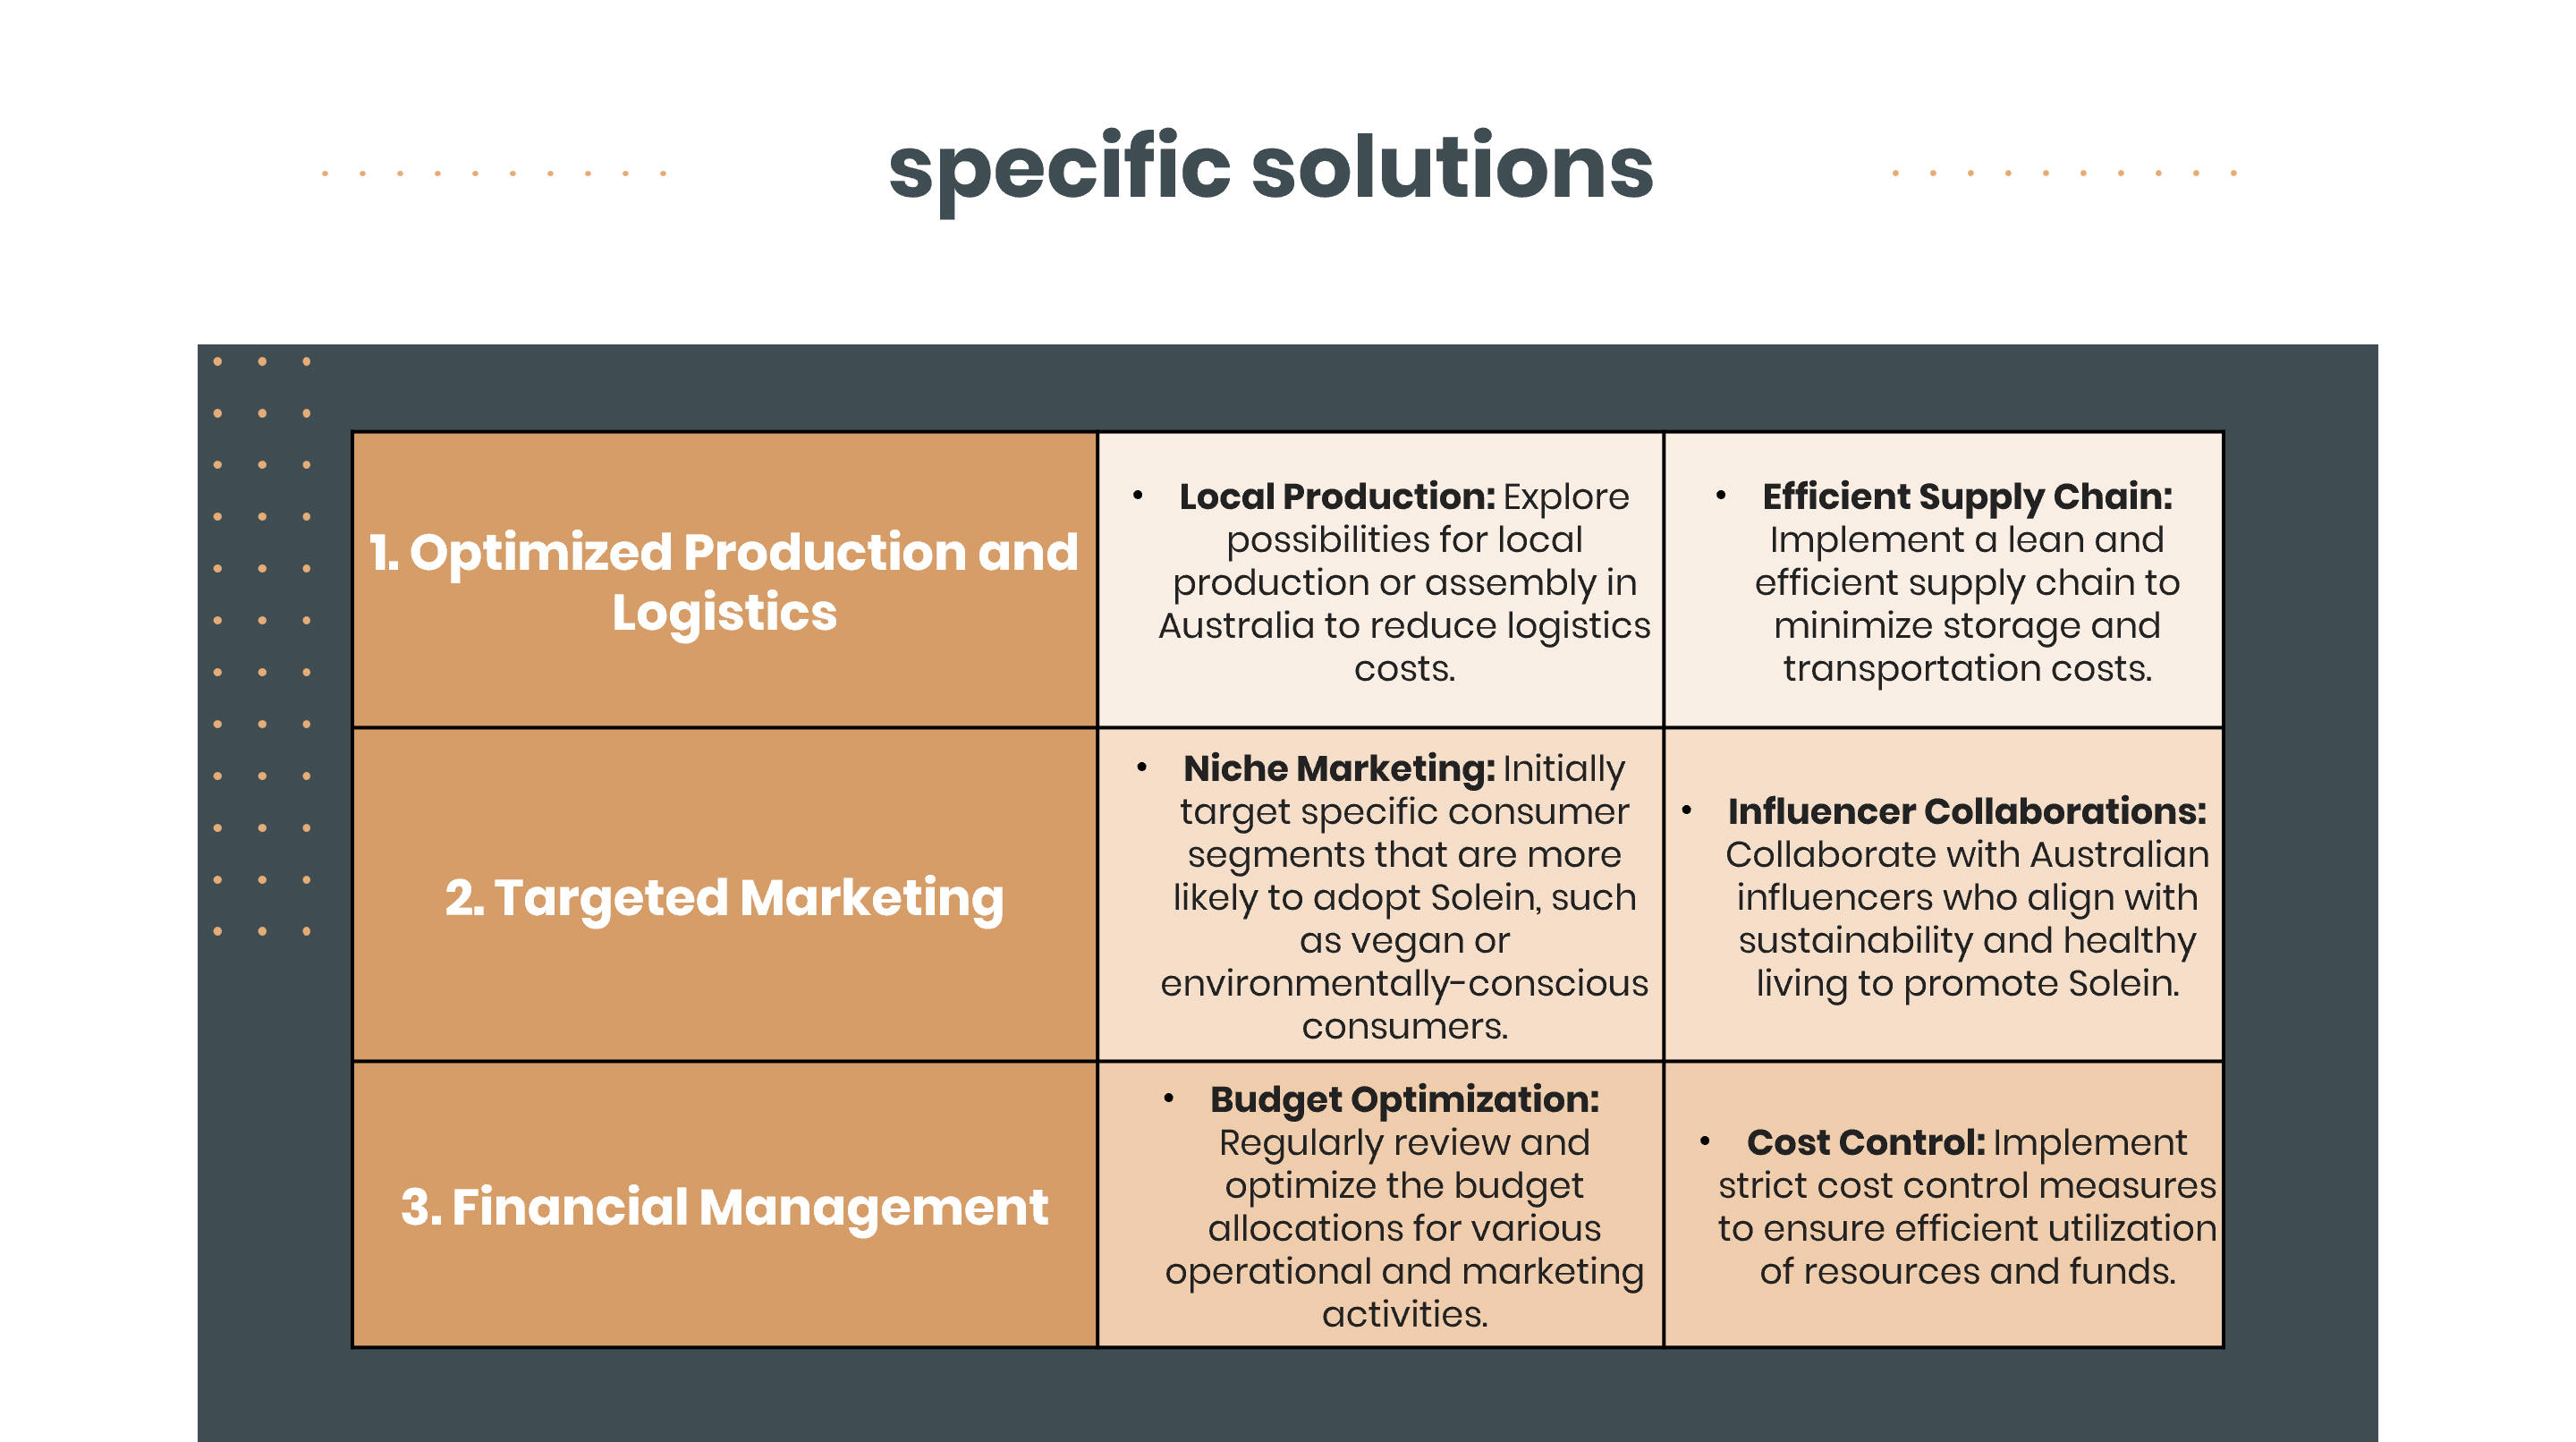 specific solutions
1. Optimized Production and
Logistics
• Local Production: Explore
possibilities for local
production or assembly in
Australia to reduce logistics
costs.
• Efficient Supply Chain:
Implement a lean and
efficient supply chain to
minimize storage and
transportation costs.
2. Targeted Marketing
• Niche Marketing: Initially
target specific consumer
segments that are more
likely to adopt Solein, such
as vegan or
environmentally-conscious
consumers.
• Influencer Collaborations:
Collaborate with Australian
influencers who align with
sustainability and healthy
living to promote Solein.
3. Financial Management
• Budget Optimization:
Regularly review and
optimize the budget
allocations for various
operational and marketing
activities.
• Cost Control: Implement
strict cost control measures
to ensure efficient utilization
of resources and funds.